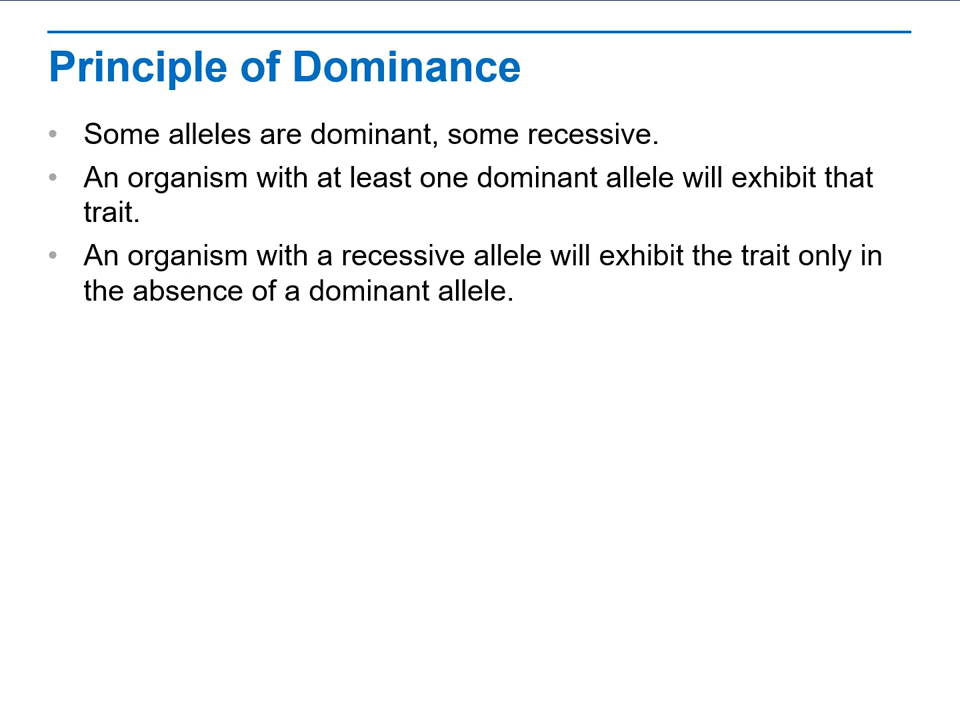 Principle of Dominance
• Some alleles are dominant, some recessive.
• An organism with at least one dominant allele will exhibit that
trait.
• An organism with a recessive allele will exhibit the trait only in
the absence of a dominant allele.